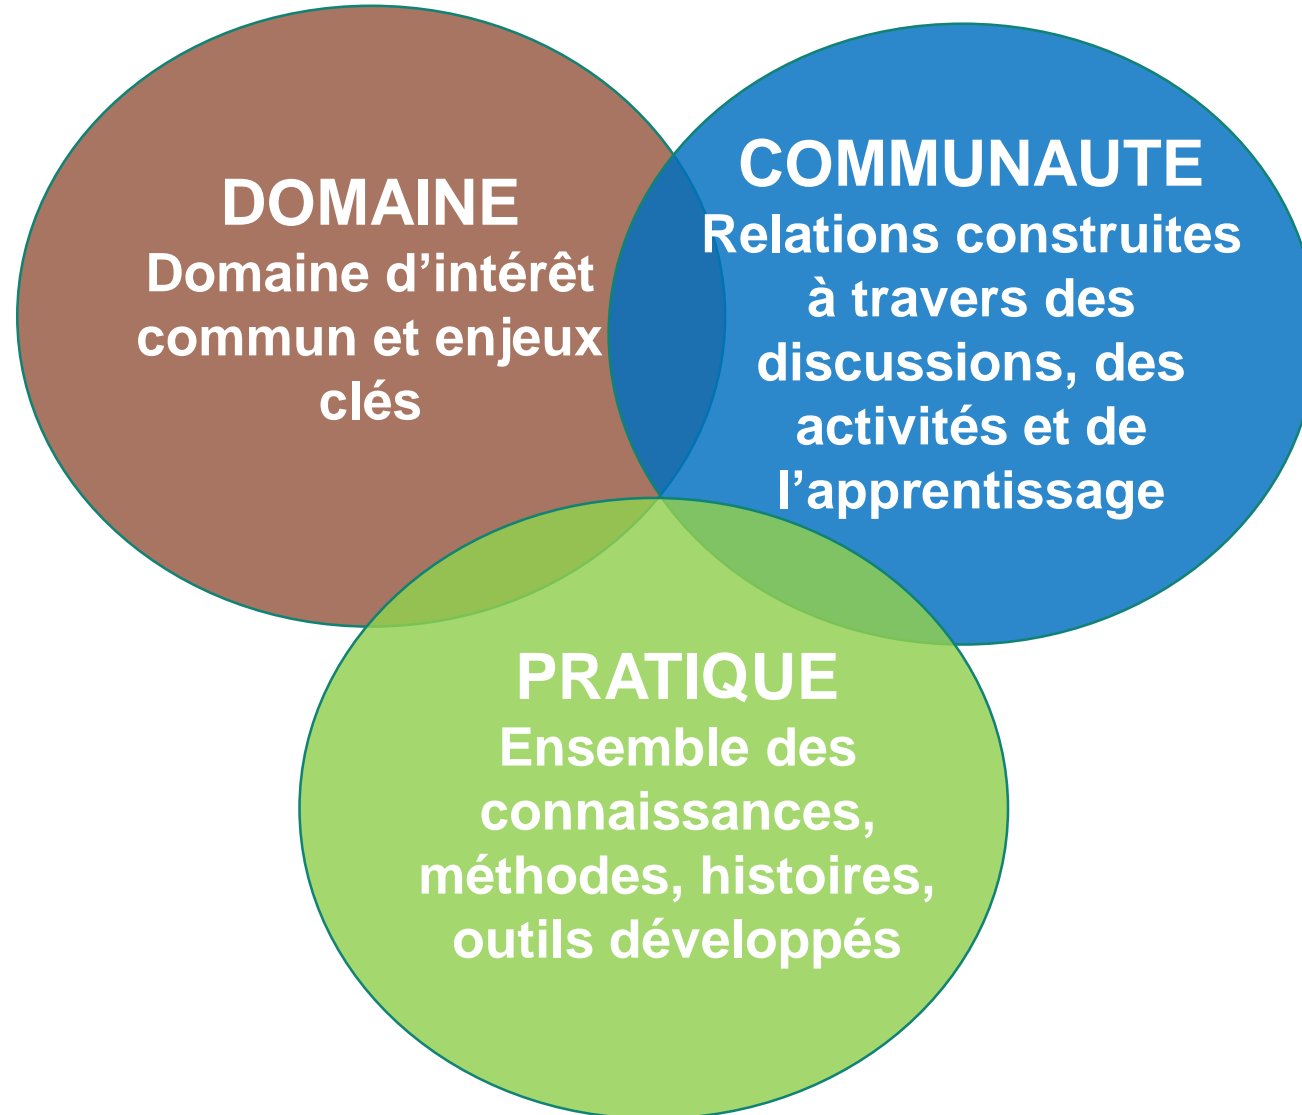 DOMAINE
Domaine d’intérêt
commun et enjeux
clés
COMMUNAUTE
Relations construites
à travers des
discussions, des
activités et de
l’apprentissage
PRATIQUE
Ensemble des
connaissances,
méthodes, histoires,
outils développés